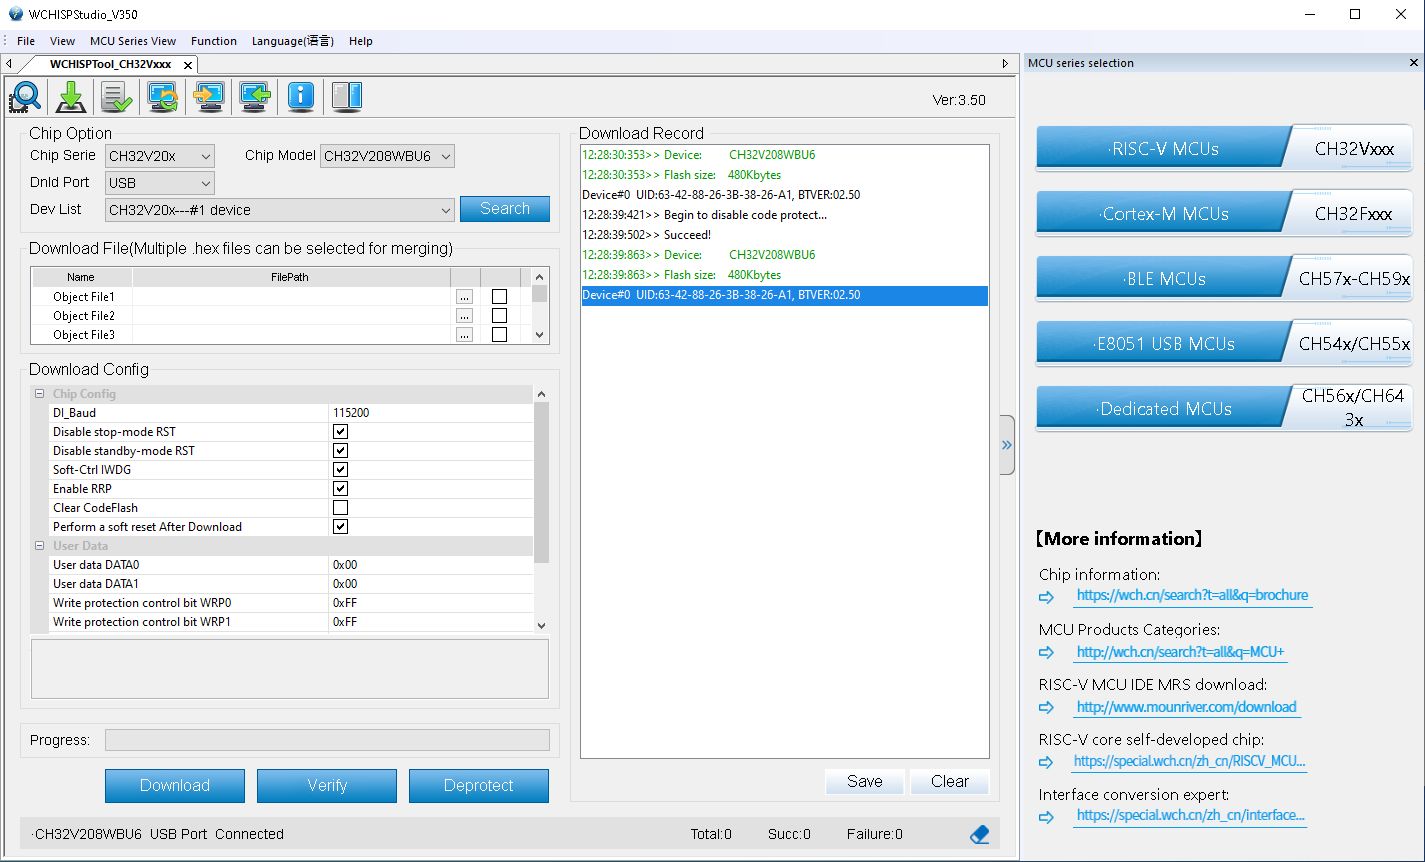 WCHISPStudio_V350
File View MCU Series View Function Language(语言) Help
WCHISPTool_CH32Vxxx
Ver:3.50
Chip Option
Chip Serie CH32V20x Chip Model CH32V208WBU6
Dnld Port USB
Dev List CH32V20x---#1 device Search
Download File(Multiple .hex files can be selected for merging)
Name FilePath
Object File1 ...
Object File2 ...
Object File3 ...
Download Config
Chip Config
DI_Baud 115200
Disable stop-mode RST
Disable standby-mode RST
Soft-Ctrl IWDG
Enable RRP
Clear CodeFlash
Perform a soft reset After Download
User Data
User data DATA0 0x00
User data DATA1 0x00
Write protection control bit WRP0 0xFF
Write protection control bit WRP1 0xFF
Progress:
Download Verify Deprotect
Download Record
12:28:30:353>> Device: CH32V208WBU6
12:28:30:353>> Flash size: 480Kbytes
Device#0 UID:63-42-88-26-3B-38-26-A1, BTVER:02.50
12:28:39:421>> Begin to disable code protect...
12:28:39:502>> Succeed!
12:28:39:863>> Device: CH32V208WBU6
12:28:39:863>> Flash size: 480Kbytes
Device#0 UID:63-42-88-26-3B-38-26-A1, BTVER:02.50
Save Clear
·CH32V208WBU6 USB Port Connected Total:0 Succ:0 Failure:0
MCU series selection
·RISC-V MCUs CH32Vxxx
·Cortex-M MCUs CH32Fxxx
·BLE MCUs CH57x-CH59x
·E8051 USB MCUs CH54x/CH55x
·Dedicated MCUs CH56x/CH64
3x
【More information】
Chip information:
https://wch.cn/search?t=all&q=brochure
MCU Products Categories:
http://wch.cn/search?t=all&q=MCU+
RISC-V MCU IDE MRS download:
http://www.mounriver.com/download
RISC-V core self-developed chip:
https://special.wch.cn/zh_cn/RISCV_MCU...
Interface conversion expert:
https://special.wch.cn/zh_cn/interface...